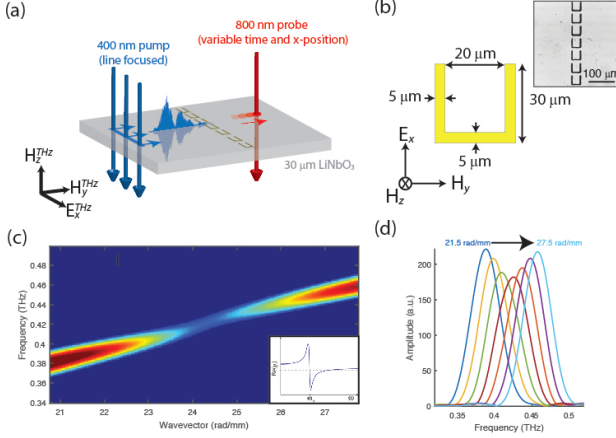 (a)
400 nm pump
(line focused)
800 nm probe
(variable time and x-position)
30 μm LiNbO₃
H_z^THz
H_y^THz
E_x^THz
(b)
100 μm
20 μm
5 μm
30 μm
5 μm
E_x
H_z
H_y
(c)
Frequency (THz)
0.48
0.46
0.44
0.42
0.4
0.38
0.36
0.34
21
22
23
24
25
26
27
Wavevector (rad/mm)
(d)
21.5 rad/mm
27.5 rad/mm
Amplitude (a.u.)
200
150
100
50
0
0.35
0.4
0.45
0.5
Frequency (THz)